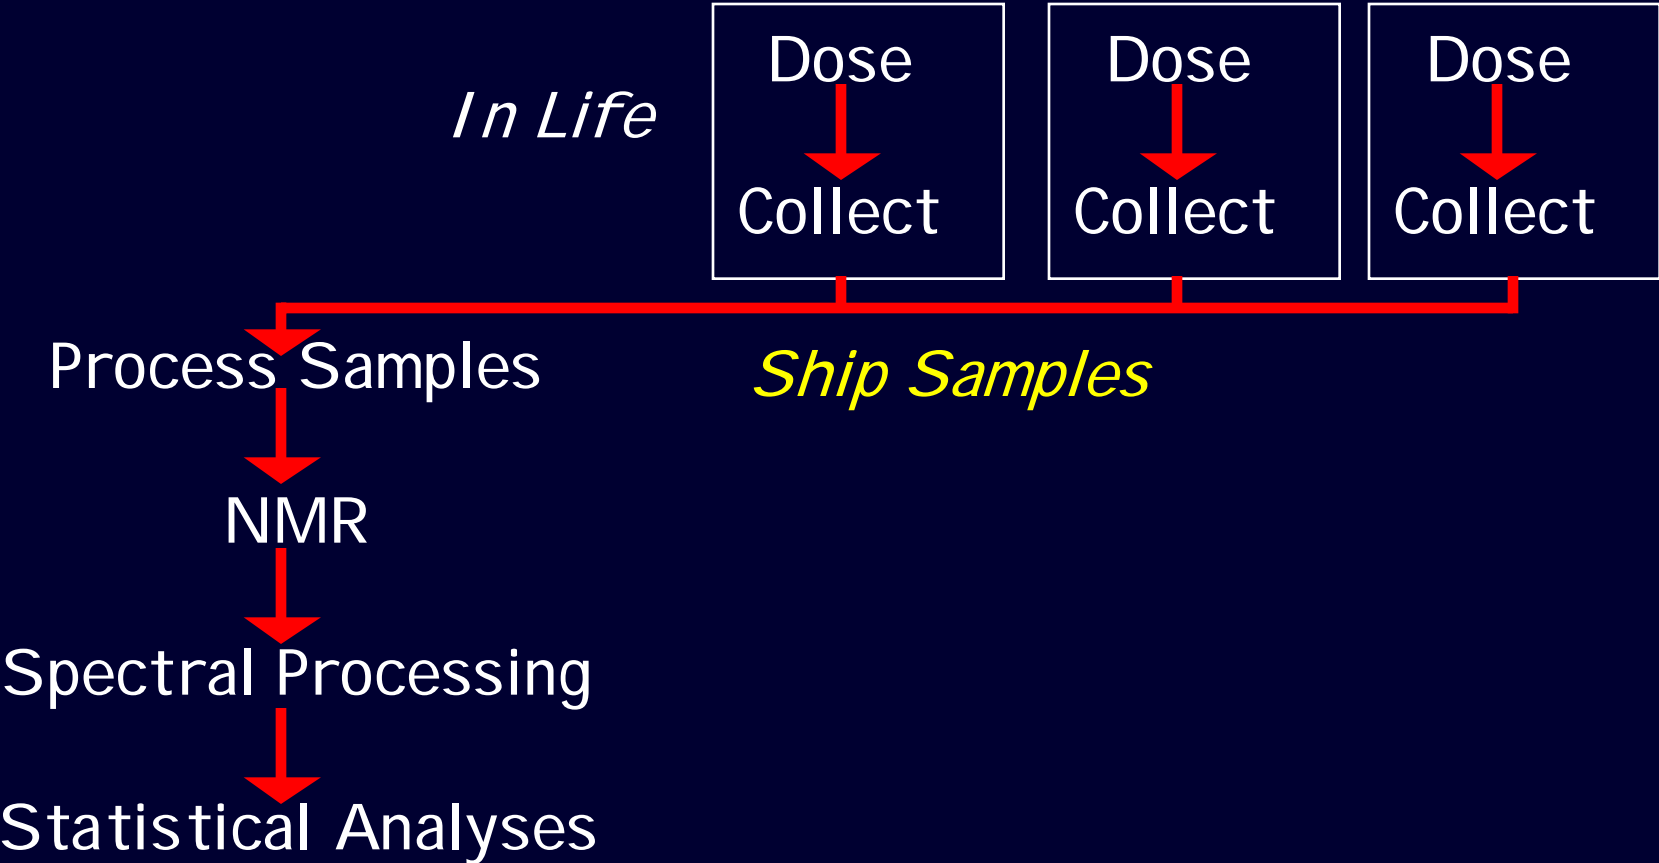 Dose Dose Dose
In Life
Collect Collect Collect
Process Samples
Ship Samples
NMR
Spectral Processing
Statistical Analyses